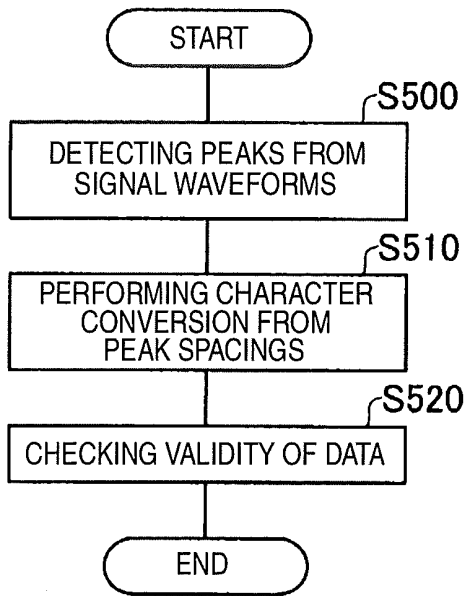 START
S500
DETECTING PEAKS FROM
SIGNAL WAVEFORMS
S510
PERFORMING CHARACTER
CONVERSION FROM
PEAK SPACINGS
S520
CHECKING VALIDITY OF DATA
END